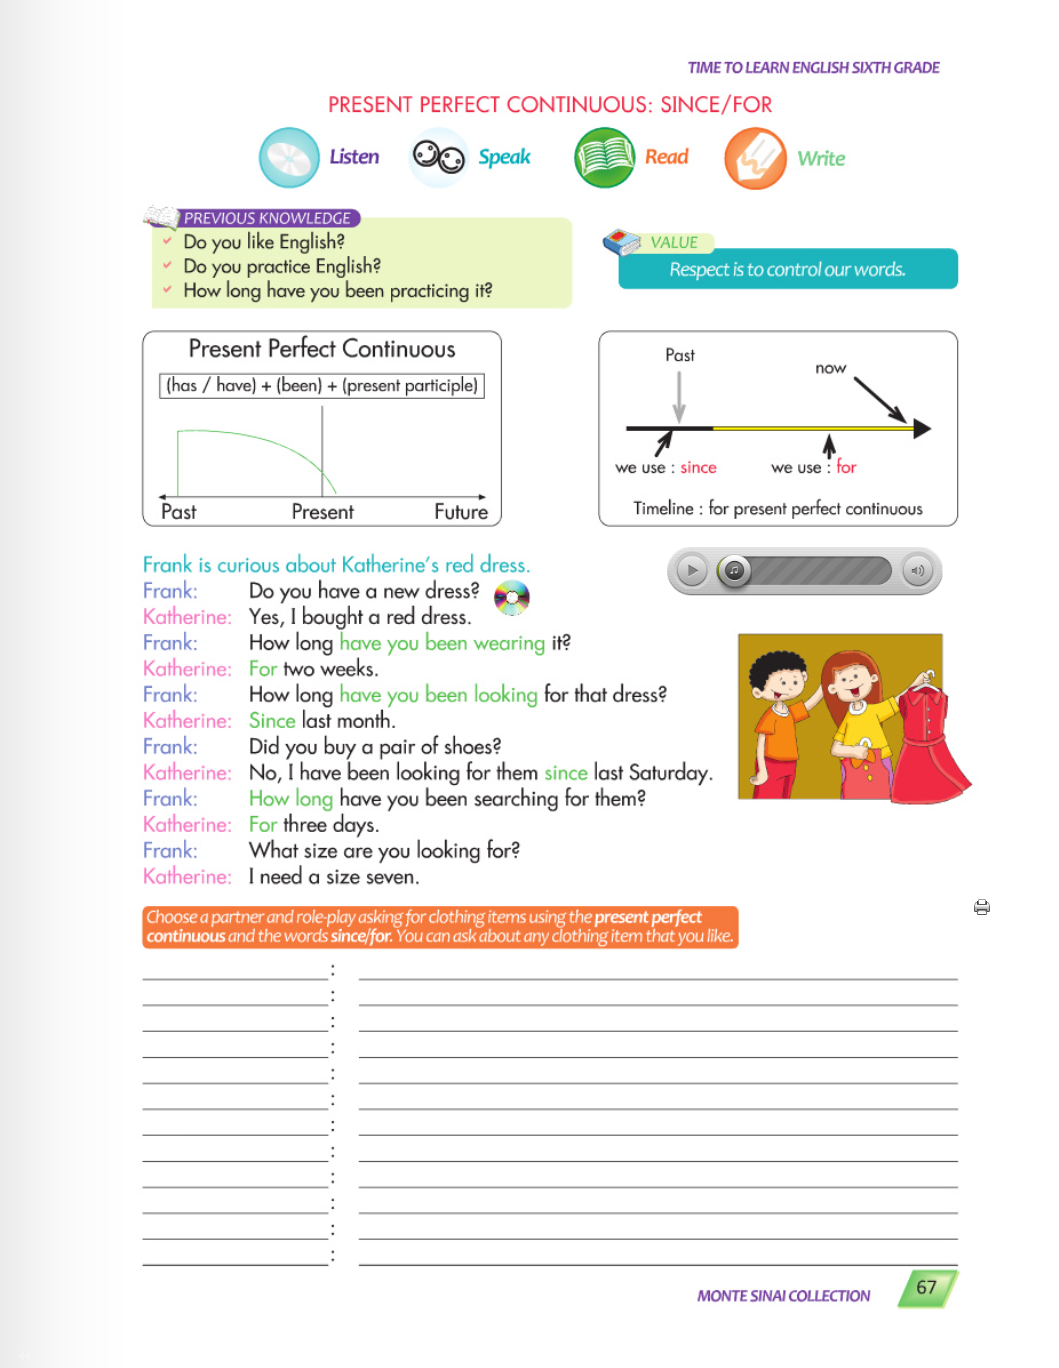 TIME TO LEARN ENGLISH SIXTH GRADE
PRESENT PERFECT CONTINUOUS: SINCE/FOR
Listen Speak Read Write
PREVIOUS KNOWLEDGE
Do you like English?
Do you practice English?
How long have you been practicing it?
VALUE
Respect is to control our words.
Present Perfect Continuous
(has / have) + (been) + (present participle)
Past Present Future
Past
now
we use : since we use : for
Timeline : for present perfect continuous
Frank is curious about Katherine's red dress.
Frank: Do you have a new dress?
Katherine: Yes, I bought a red dress.
Frank: How long have you been wearing it?
Katherine: For two weeks.
Frank: How long have you been looking for that dress?
Katherine: Since last month.
Frank: Did you buy a pair of shoes?
Katherine: No, I have been looking for them since last Saturday.
Frank: How long have you been searching for them?
Katherine: For three days.
Frank: What size are you looking for?
Katherine: I need a size seven.
Choose a partner and role-play asking for clothing items using the present perfect
continuous and the words since/for. You can ask about any clothing item that you like.
:
:
:
:
:
:
:
:
:
:
:
:
MONTE SINAI COLLECTION 67